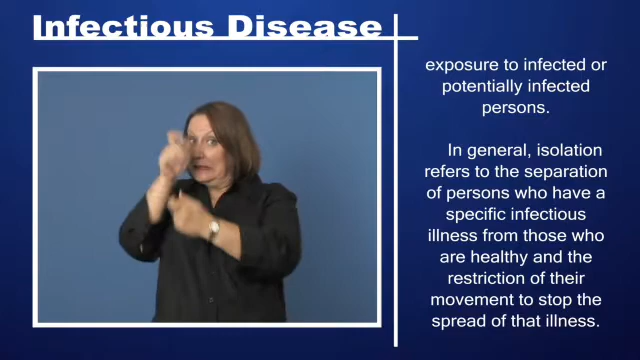 Infectious Disease
exposure to infected or
potentially infected
persons.
In general, isolation
refers to the separation
of persons who have a
specific infectious
illness from those who
are healthy and the
restriction of their
movement to stop the
spread of that illness.